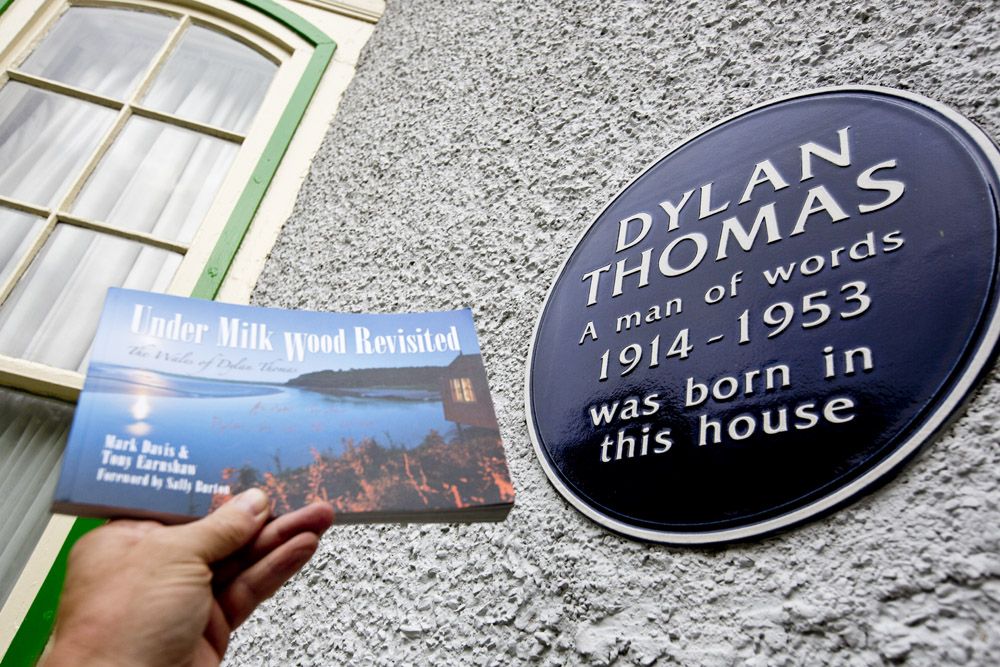 Under Milk Wood Revisited
The Wales of Dylan Thomas
Mark Davis &
Tony Earnshaw
Foreword by Sally Burton
DYLAN
THOMAS
A man of words
1914 - 1953
was born in
this house